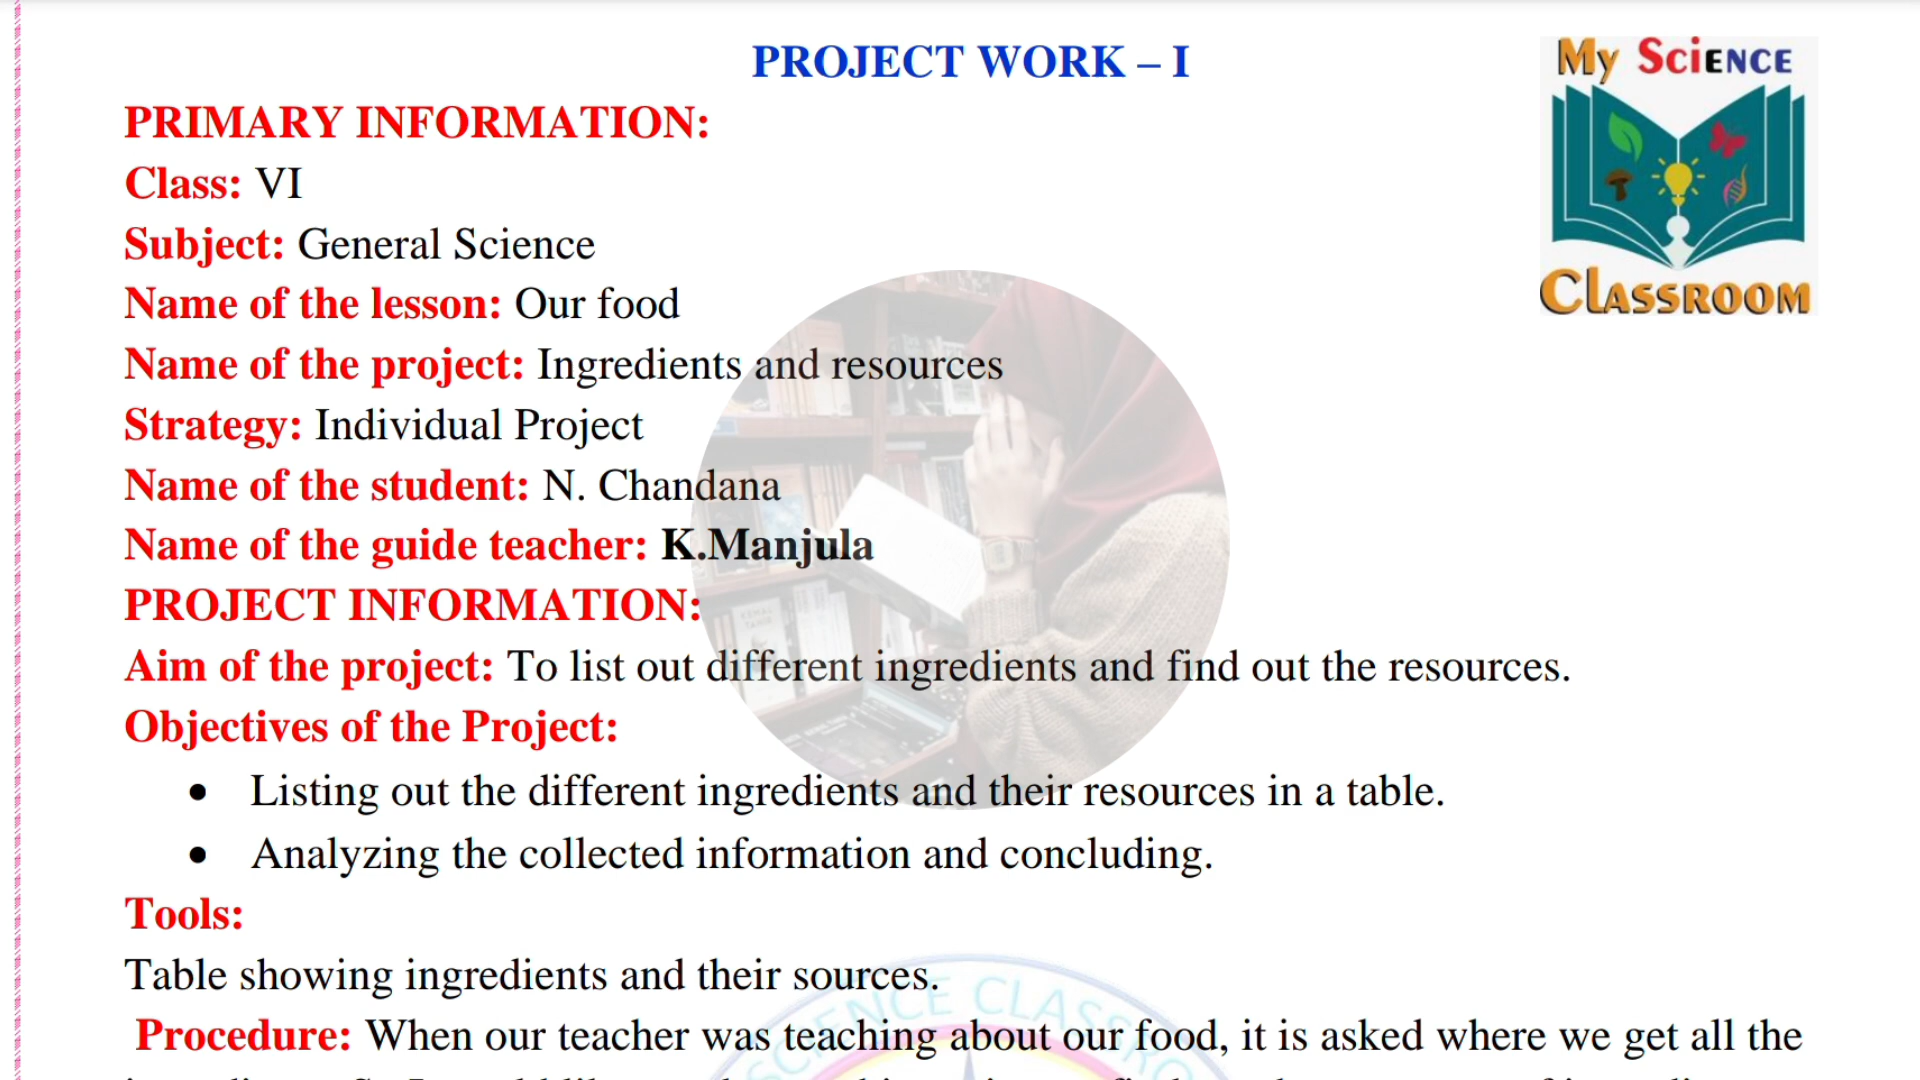 PROJECT WORK – I
My SciENCE
CLASSROOM
PRIMARY INFORMATION:
Class: VI
Subject: General Science
Name of the lesson: Our food
Name of the project: Ingredients and resources
Strategy: Individual Project
Name of the student: N. Chandana
Name of the guide teacher: K.Manjula
PROJECT INFORMATION:
Aim of the project: To list out different ingredients and find out the resources.
Objectives of the Project:
• Listing out the different ingredients and their resources in a table.
• Analyzing the collected information and concluding.
Tools:
Table showing ingredients and their sources.
SCIENCE CLASSRO
Procedure: When our teacher was teaching about our food, it is asked where we get all the
KEMAL
TAHIR